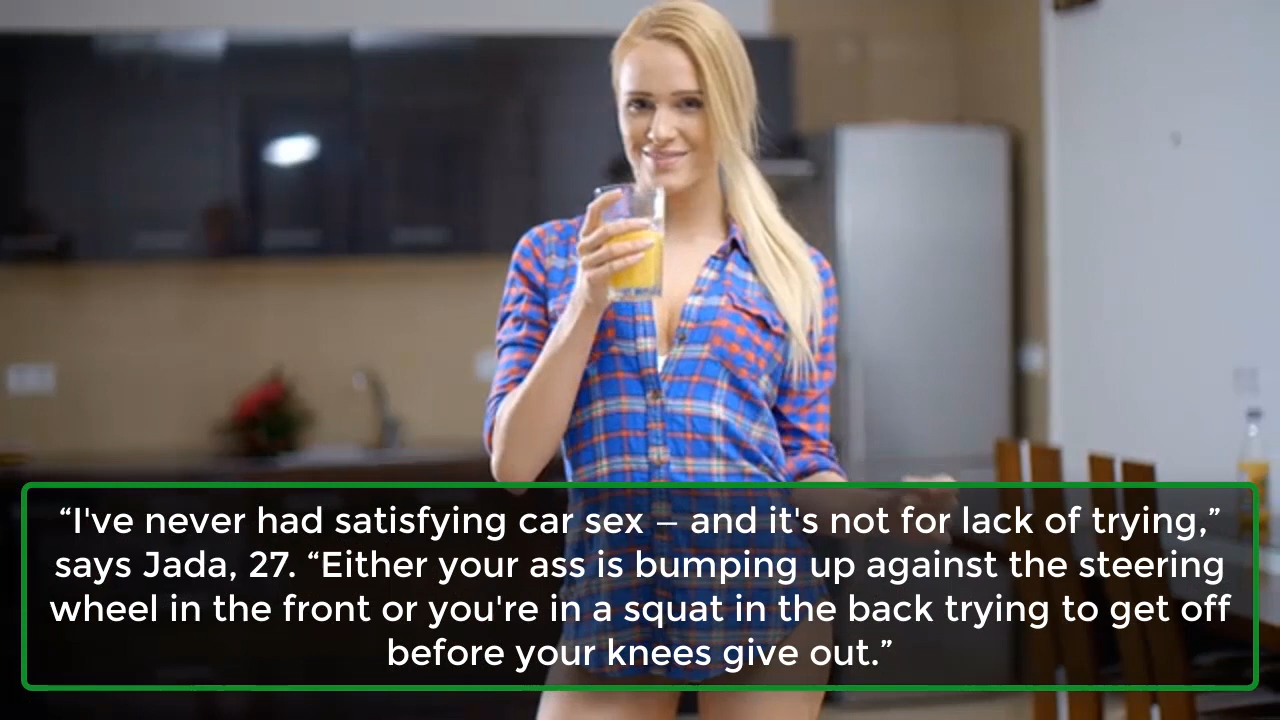 “I've never had satisfying car sex – and it's not for lack of trying,”
says Jada, 27. “Either your ass is bumping up against the steering
wheel in the front or you're in a squat in the back trying to get off
before your knees give out.”